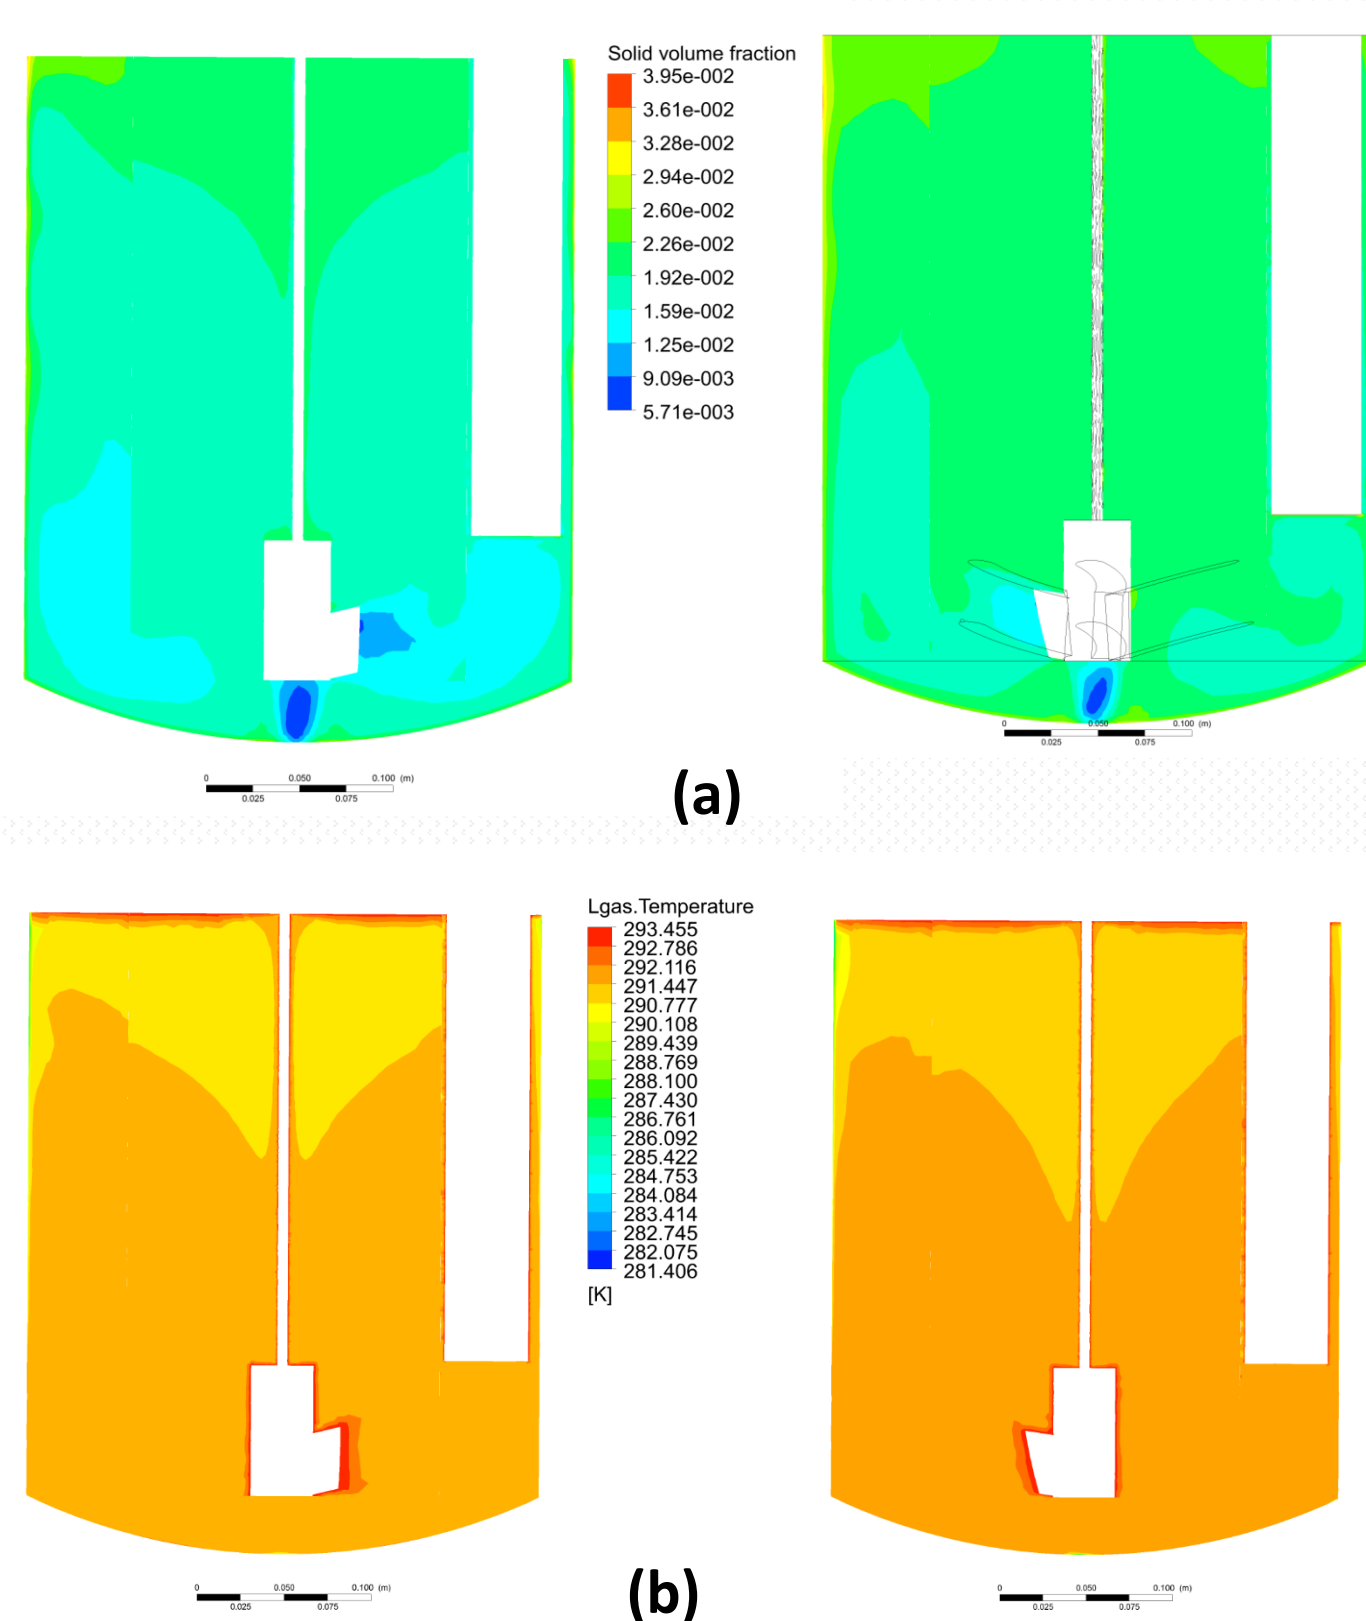 Solid volume fraction
3.95e-002
3.61e-002
3.28e-002
2.94e-002
2.60e-002
2.26e-002
1.92e-002
1.59e-002
1.25e-002
9.09e-003
5.71e-003
0 0.050 0.100 (m)
0.025 0.075
0 0.050 0.100 (m)
0.025 0.075
(a)
Lgas.Temperature
293.455
292.786
292.116
291.447
290.777
290.108
289.439
288.769
288.100
287.430
286.761
286.092
285.422
284.753
284.084
283.414
282.745
282.075
281.406
[K]
0 0.050 0.100 (m)
0.025 0.075
0 0.050 0.100 (m)
0.025 0.075
(b)